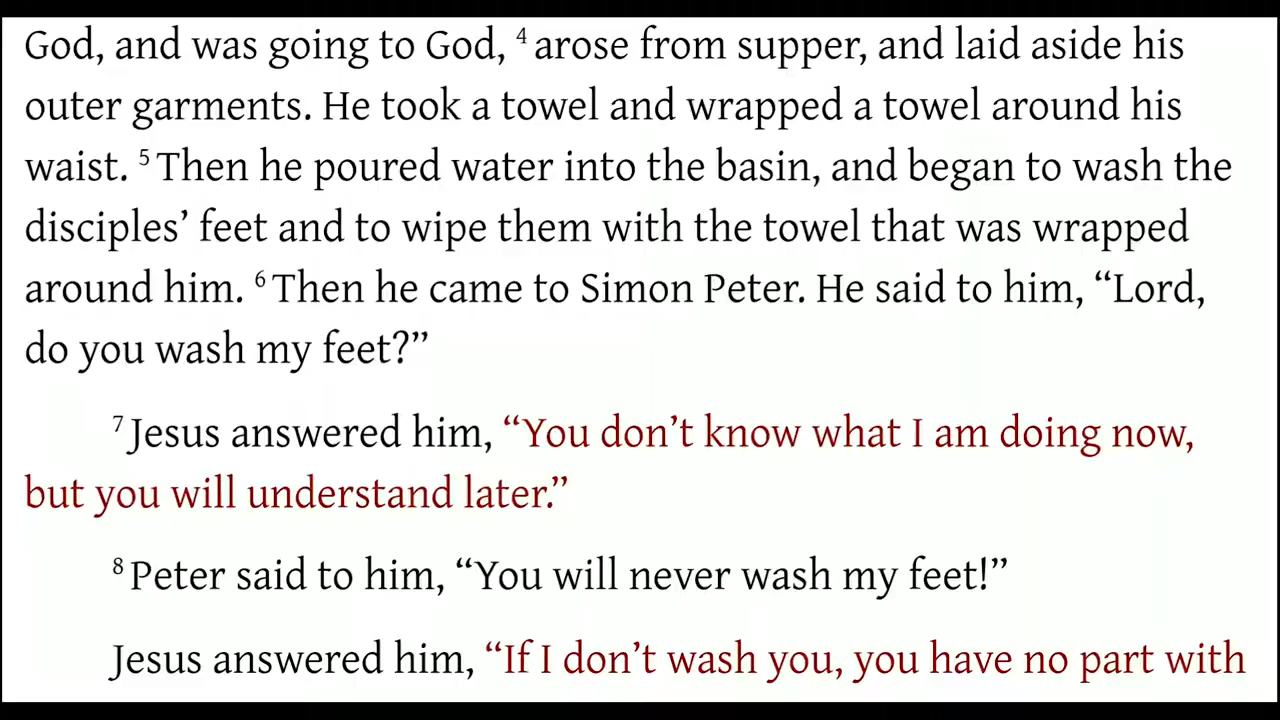 God, and was going to God, 4 arose from supper, and laid aside his
outer garments. He took a towel and wrapped a towel around his
waist. 5 Then he poured water into the basin, and began to wash the
disciples’ feet and to wipe them with the towel that was wrapped
around him. 6 Then he came to Simon Peter. He said to him, “Lord,
do you wash my feet?”
7 Jesus answered him, “You don’t know what I am doing now,
but you will understand later.”
8 Peter said to him, “You will never wash my feet!”
Jesus answered him, “If I don’t wash you, you have no part with